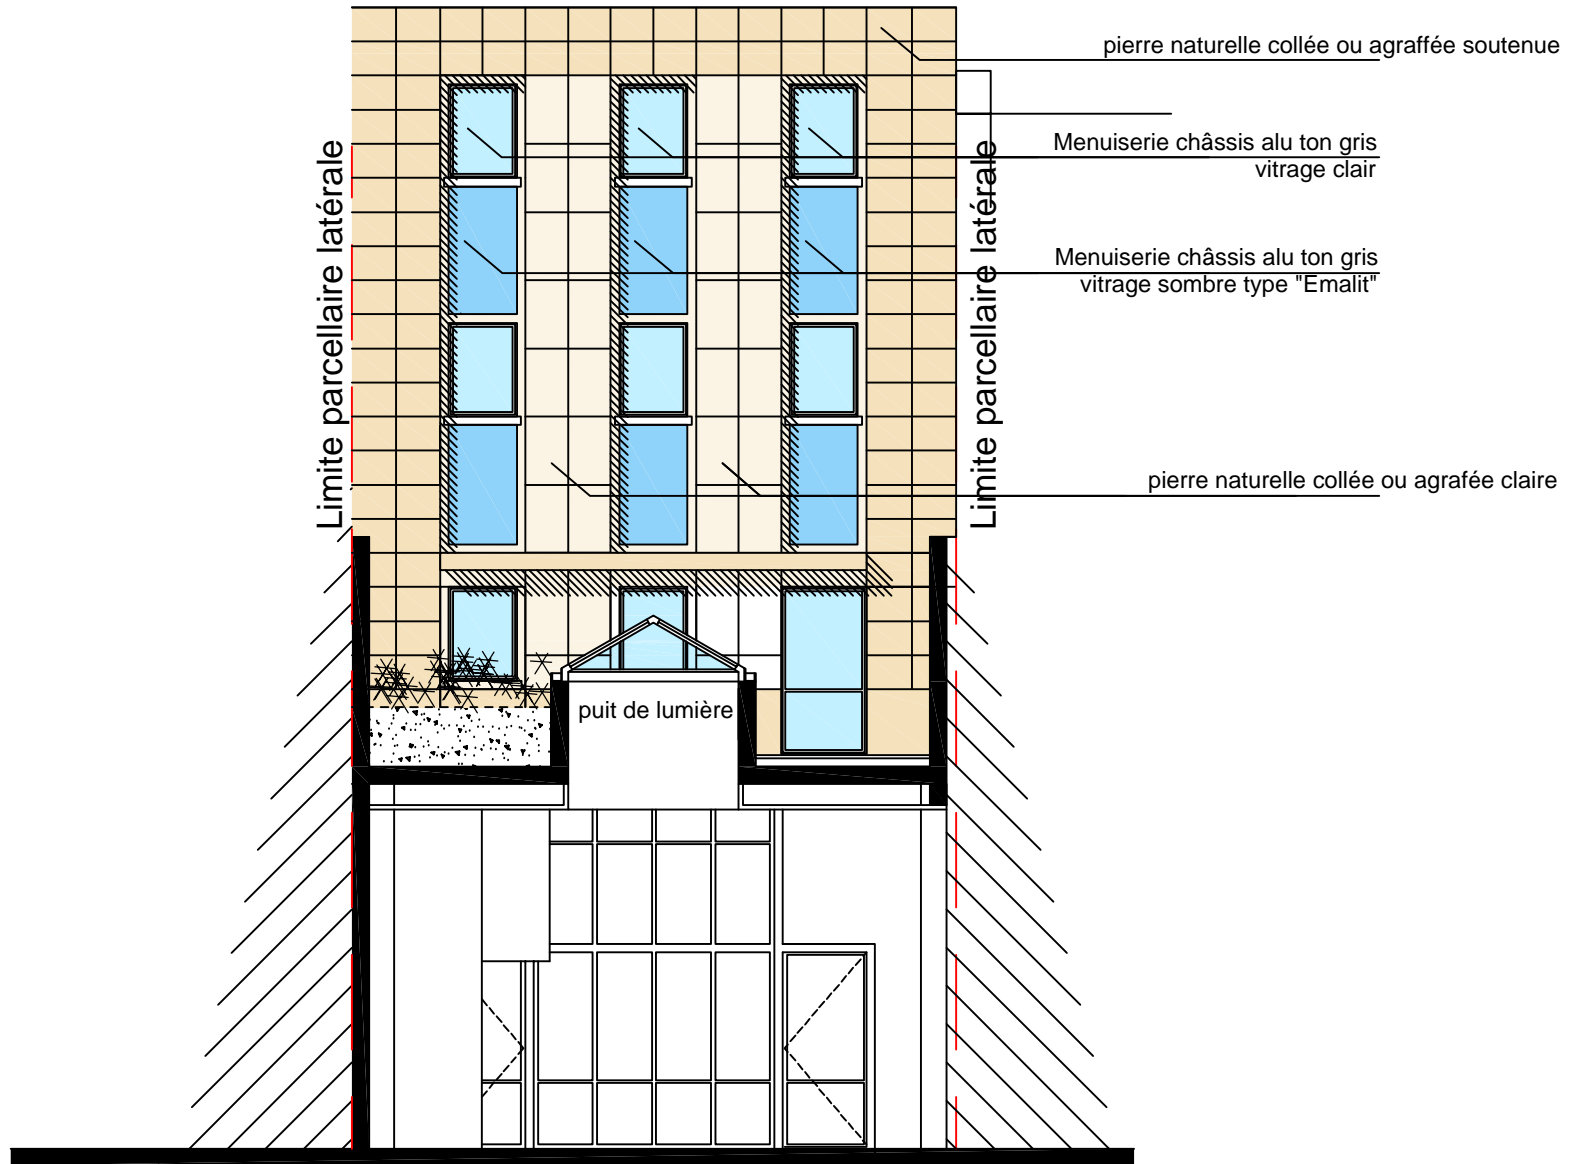 pierre naturelle collée ou agraffée soutenue
Menuiserie châssis alu ton gris
vitrage clair
Limite parcellaire latérale
Limite parcellaire latérale
Menuiserie châssis alu ton gris
vitrage sombre type "Emalit"
pierre naturelle collée ou agrafée claire
puit de lumière